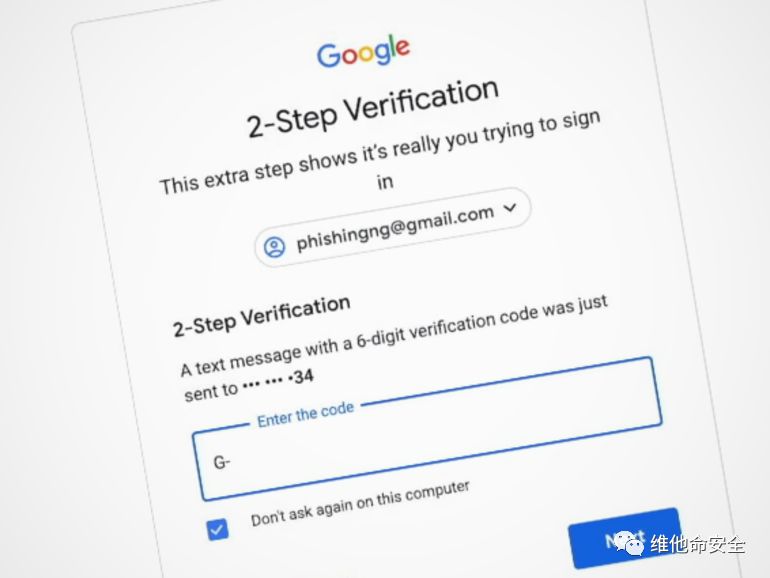 Google
2-Step Verification
This extra step shows it's really you trying to sign
in
phishingng@gmail.com
2-Step Verification
A text message with a 6-digit verification code was just
sent to ••• ••• •34
Enter the code
G-
Don't ask again on this computer
Next
维他命安全